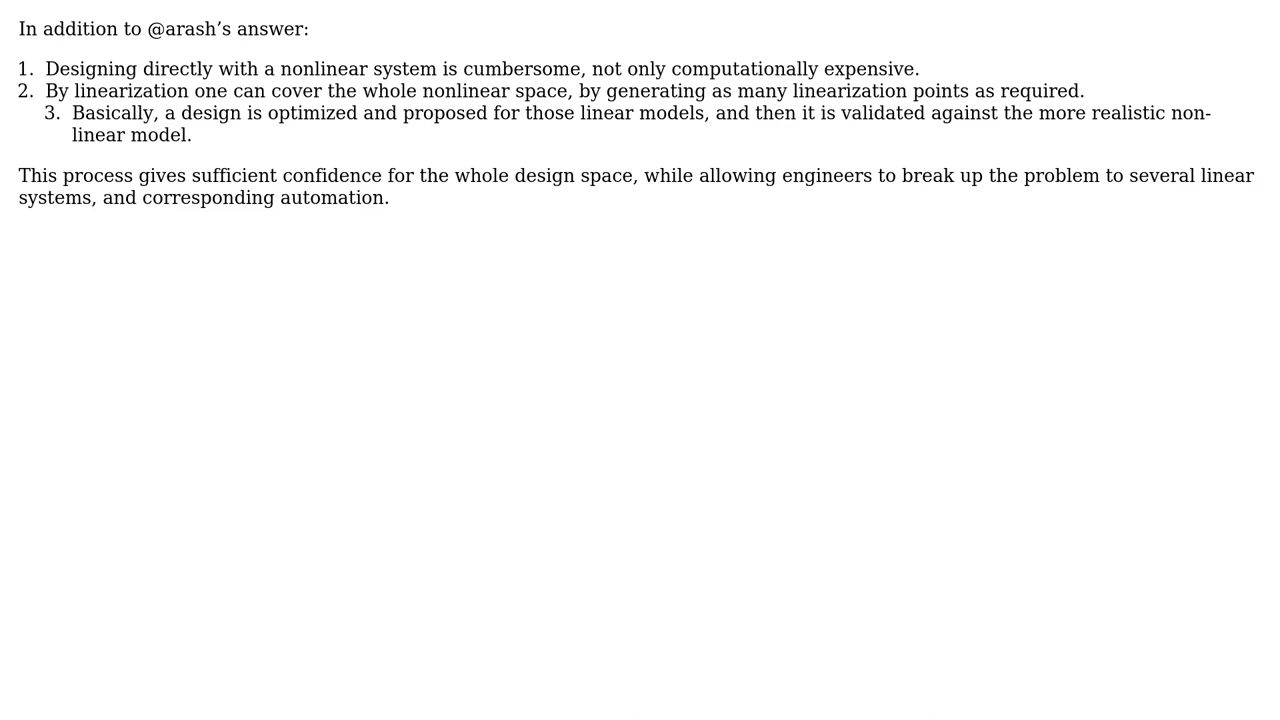 In addition to @arash’s answer:
1. Designing directly with a nonlinear system is cumbersome, not only computationally expensive.
2. By linearization one can cover the whole nonlinear space, by generating as many linearization points as required.
3. Basically, a design is optimized and proposed for those linear models, and then it is validated against the more realistic non-
linear model.
This process gives sufficient confidence for the whole design space, while allowing engineers to break up the problem to several linear
systems, and corresponding automation.